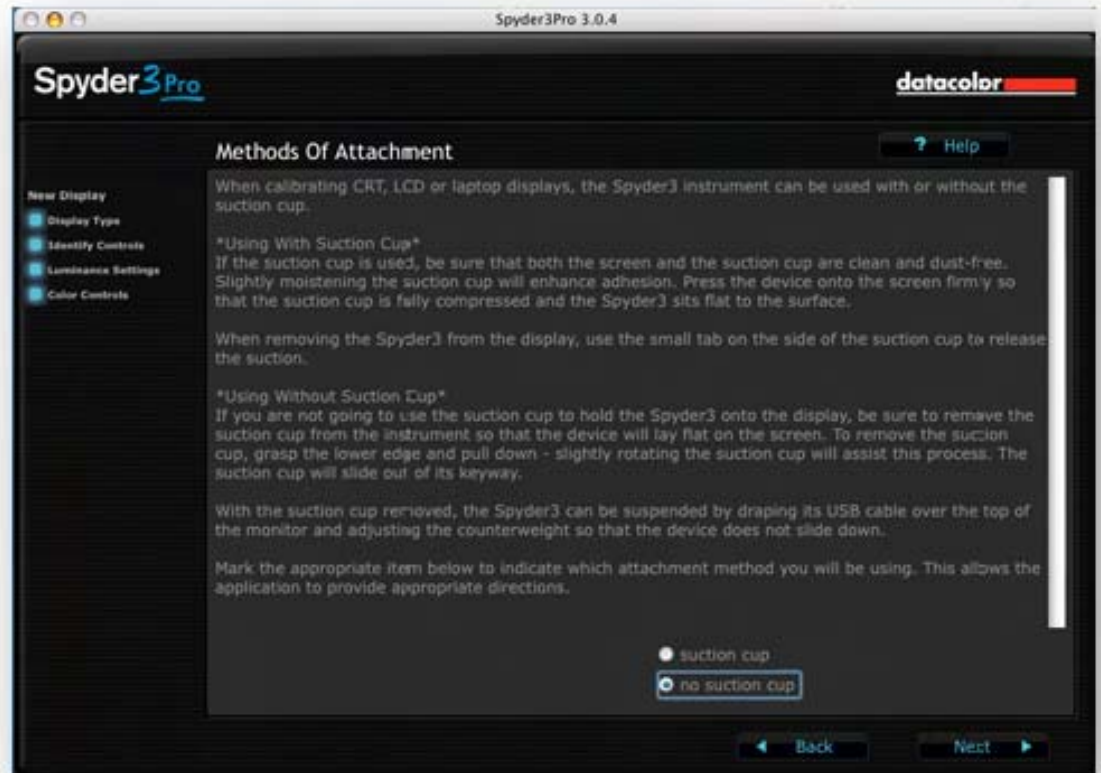 Spyder3Pro 3.0.4
Spyder3Pro
datacolor
Methods Of Attachment
? Help
New Display
Display Type
Identify Controls
Luminance Settings
Color Controls
When calibrating CRT, LCD or laptop displays, the Spyder3 instrument can be used with or without the
suction cup.
*Using With Suction Cup*
If the suction cup is used, be sure that both the screen and the suction cup are clean and dust-free.
Slightly moistening the suction cup will enhance adhesion. Press the device onto the screen firmly so
that the suction cup is fully compressed and the Spyder3 sits flat to the surface.
When removing the Spyder3 from the display, use the small tab on the side of the suction cup to release
the suction.
*Using Without Suction Cup*
If you are not going to use the suction cup to hold the Spyder3 onto the display, be sure to remove the
suction cup from the instrument so that the device will lay flat on the screen. To remove the suction
cup, grasp the lower edge and pull down - slightly rotating the suction cup will assist this process. The
suction cup will slide out of its keyway.
With the suction cup removed, the Spyder3 can be suspended by draping its USB cable over the top of
the monitor and adjusting the counterweight so that the device does not slide down.
Mark the appropriate item below to indicate which attachment method you will be using. This allows the
application to provide appropriate directions.
suction cup
no suction cup
Back
Next